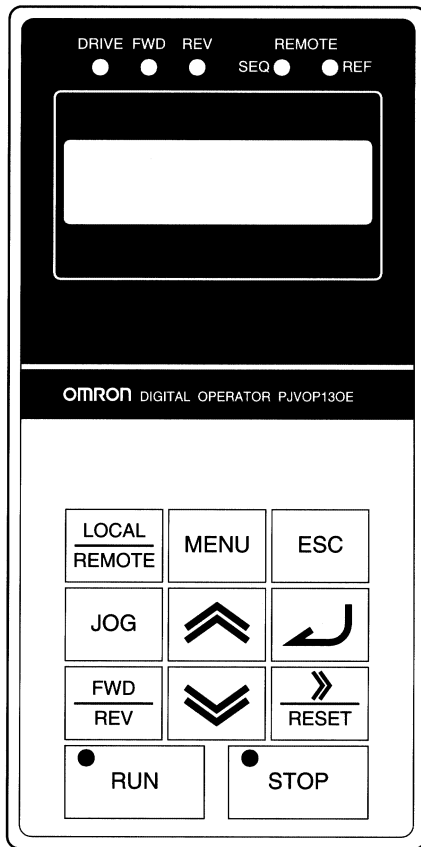 DRIVE FWD REV REMOTE
SEQ REF
OMRON DIGITAL OPERATOR PJVOP130E
LOCAL
REMOTE
MENU
ESC
JOG
FWD
REV
RESET
RUN
STOP